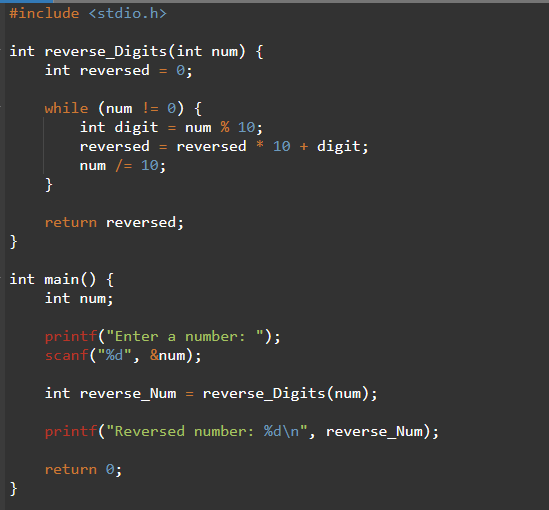 #include <stdio.h>
int reverse_Digits(int num) {
    int reversed = 0;
    while (num != 0) {
        int digit = num % 10;
        reversed = reversed * 10 + digit;
        num /= 10;
    }
    return reversed;
}
int main() {
    int num;
    printf("Enter a number: ");
    scanf("%d", &num);
    int reverse_Num = reverse_Digits(num);
    printf("Reversed number: %d\n", reverse_Num);
    return 0;
}